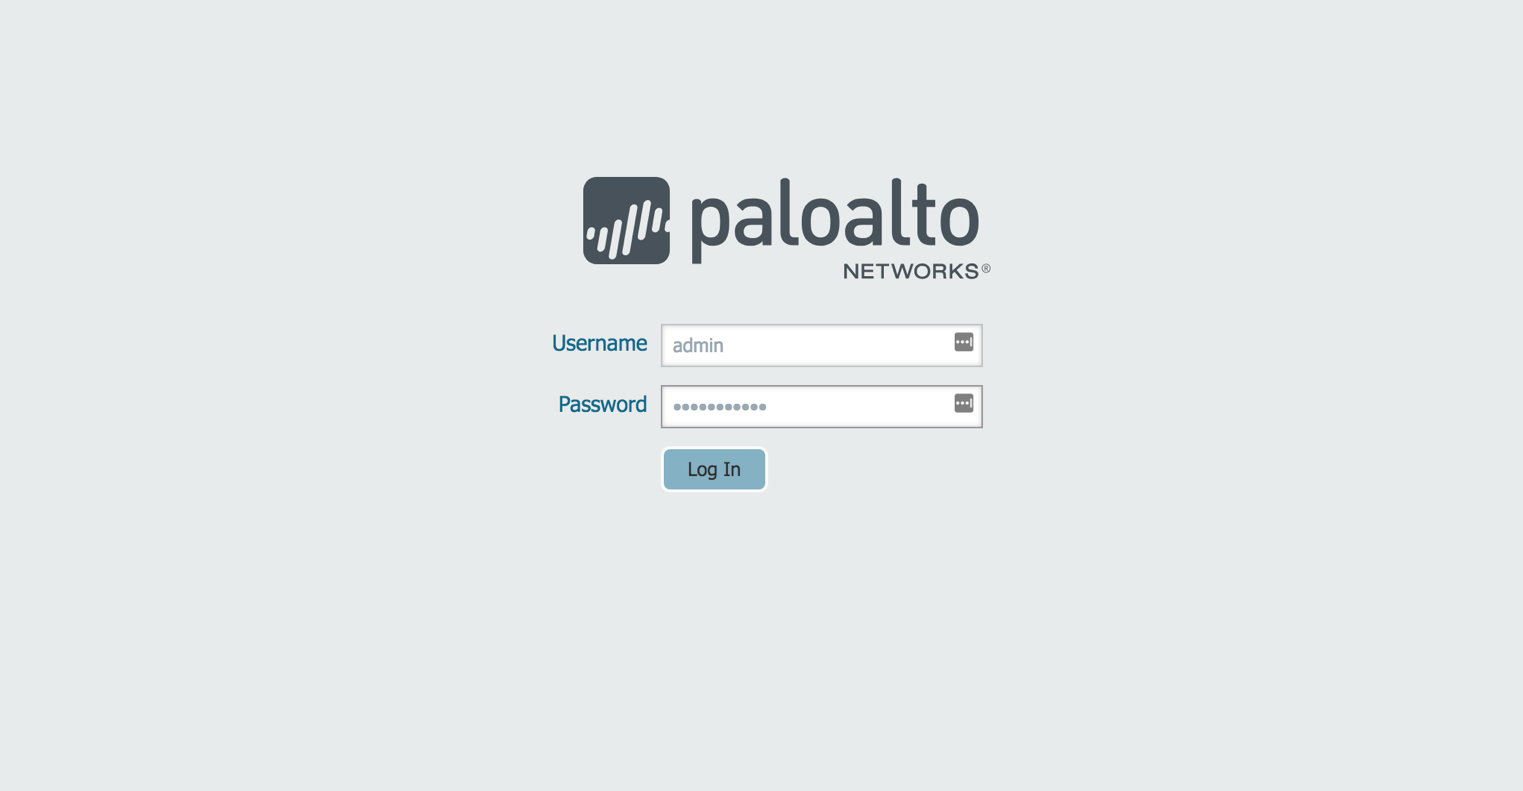 paloalto
NETWORKS®
Username admin
Password •••••••••••
Log In